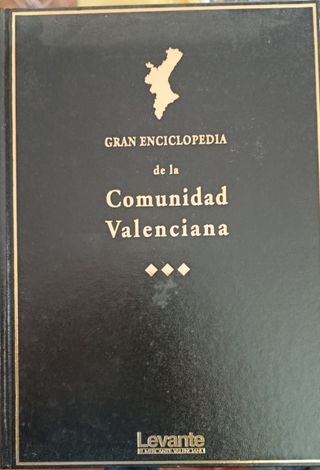 GRAN ENCICLOPEDIA
de la
Comunidad
Valenciana
Levante
EL MERCANTIL VALENCIANO